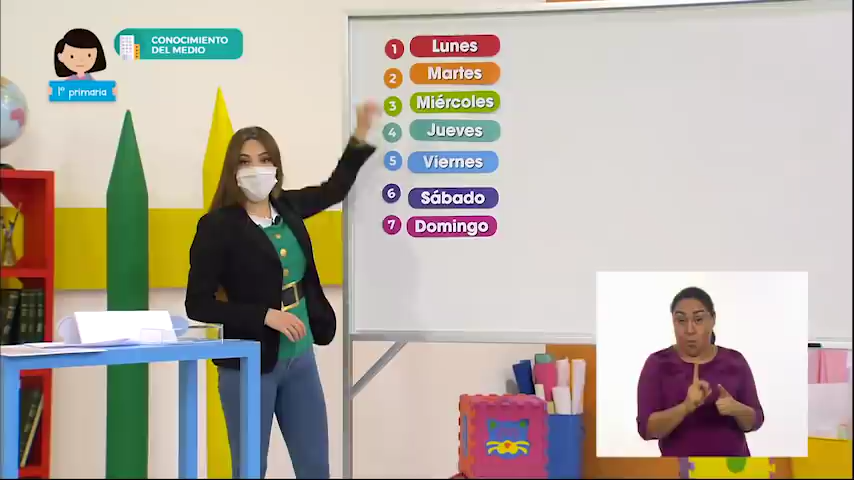 CONOCIMIENTO
DEL MEDIO
1° primaria
1 Lunes
2 Martes
3 Miércoles
4 Jueves
5 Viernes
6 Sábado
7 Domingo